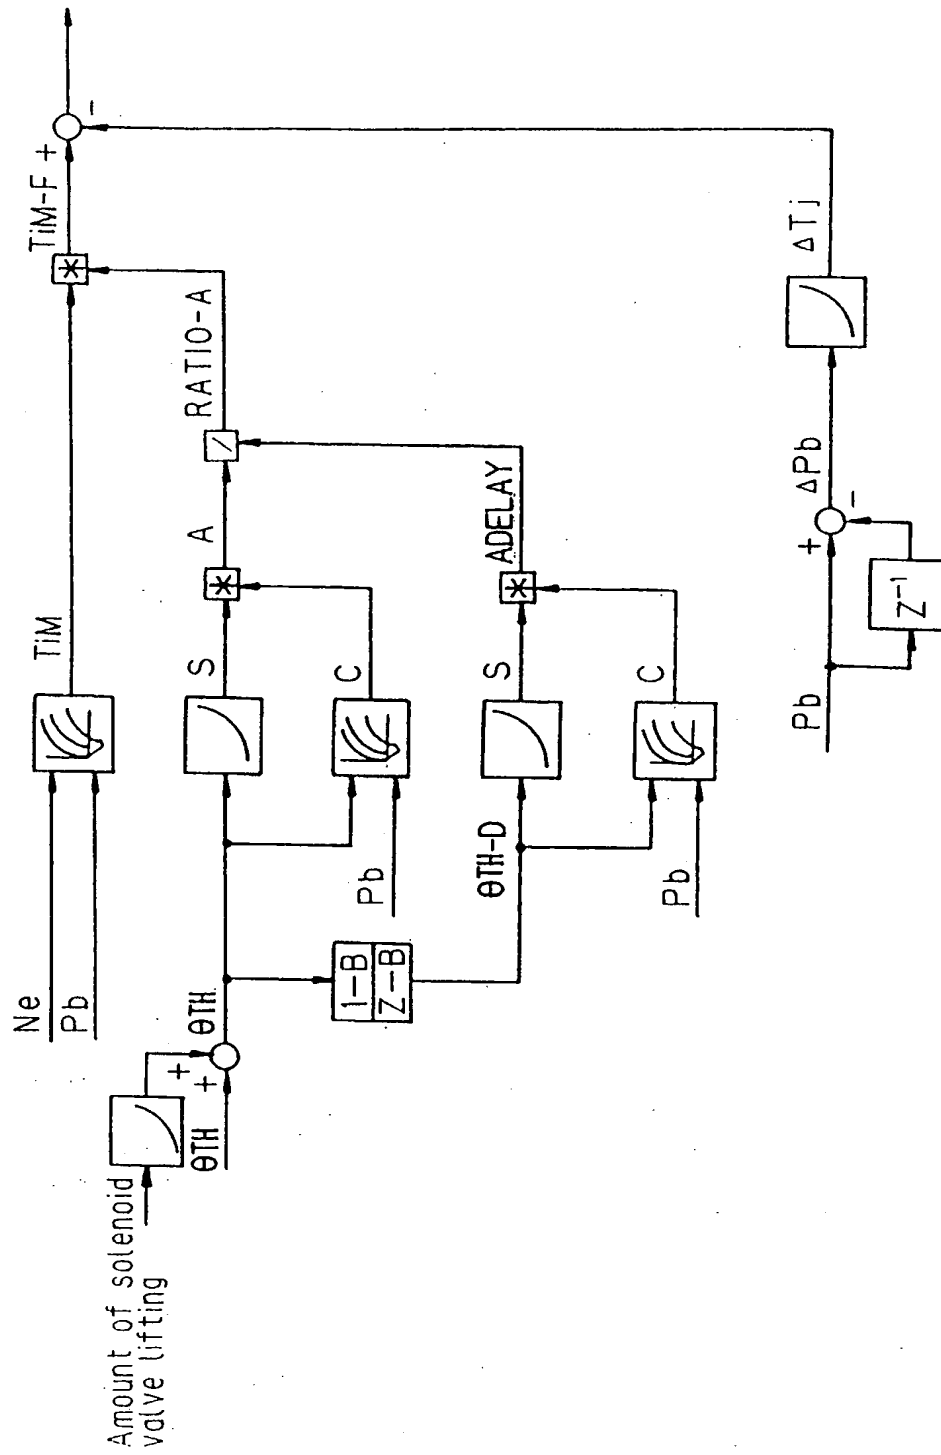 Amount of solenoid
valve lifting
Ne
Pb
TiM
TiM-F
+
-
+
+
θTH
θTH
S
A
RATIO-A
C
Pb
1-B
Z-B
θTH-D
S
ADELAY
C
Pb
Pb
+
-
ΔPb
ΔTj
Z-1